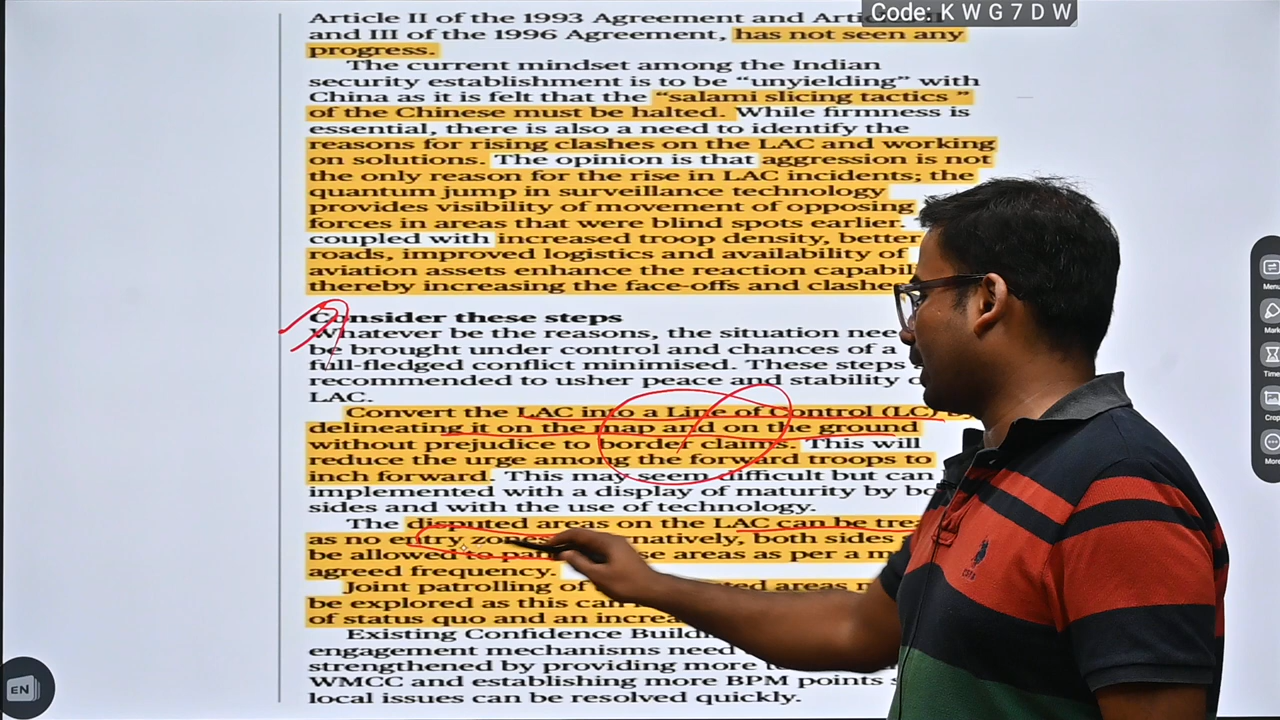 Code: K W G 7 D W
Article II of the 1993 Agreement and
and III of the 1996 Agreement, has not seen any
progress.
The current mindset among the Indian
security establishment is to be “unyielding” with
China as it is felt that the “salami slicing tactics ”
of the Chinese must be halted. While firmness is
essential, there is also a need to identify the
reasons for rising clashes on the LAC and working
on solutions. The opinion is that aggression is not
the only reason for the rise in LAC incidents; the
quantum jump in surveillance technology
provides visibility of movement of opposing
forces in areas that were blind spots earlier.
coupled with increased troop density, better
roads, improved logistics and availability of
aviation assets enhance the reaction
thereby increasing the face-offs and
Consider these steps
Whatever be the reasons, the situation
be brought under control and chances of a
full-fledged conflict minimised. These steps
recommended to usher peace and stability
LAC.
Convert the LAC into a Line of Control (LC)
delineating it on the map and on the ground
without prejudice to border claims. This will
reduce the urge among the forward troops to
inch forward. This may seem difficult but can
implemented with a display of maturity by
sides and with the use of technology.
The disputed areas on the LAC can be
as no entry zones both sides
be allowed to areas as per a
agreed frequency.
Joint patrolling of areas
be explored as this can
of status quo and an
Existing Confidence
engagement mechanisms need
strengthened by providing more
WMCC and establishing more BPM points
local issues can be resolved quickly.
Menu
Crop
More
EN